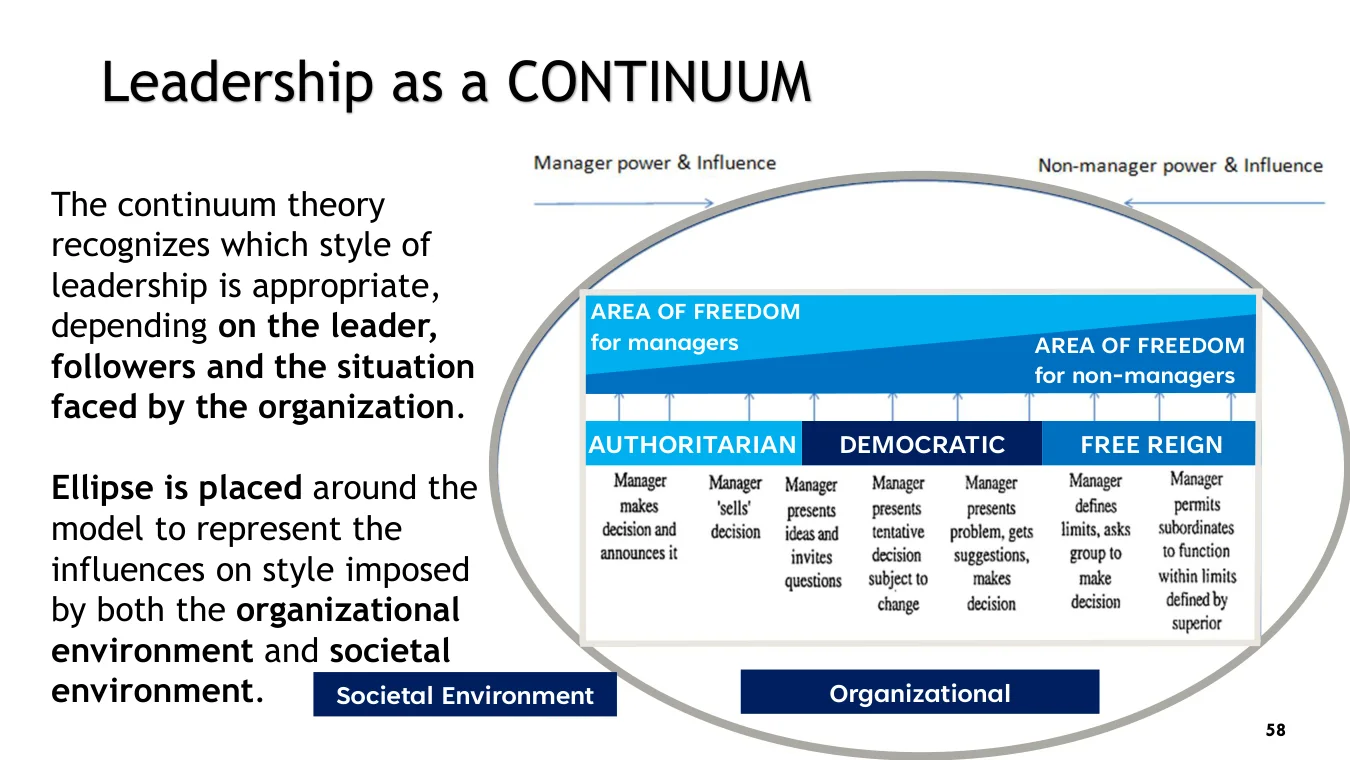 Leadership as a CONTINUUM
The continuum theory
recognizes which style of
leadership is appropriate,
depending on the leader,
followers and the situation
faced by the organization.
Ellipse is placed around the
model to represent the
influences on style imposed
by both the organizational
environment and societal
environment.
Manager power & Influence
Non-manager power & Influence
AREA OF FREEDOM
for managers
AREA OF FREEDOM
for non-managers
AUTHORITARIAN
DEMOCRATIC
FREE REIGN
Manager
makes
decision and
announces it
Manager
'sells'
decision
Manager
presents
ideas and
invites
questions
Manager
presents
tentative
decision
subject to
change
Manager
presents
problem, gets
suggestions,
makes
decision
Manager
defines
limits, asks
group to
make
decision
Manager
permits
subordinates
to function
within limits
defined by
superior
Societal Environment
Organizational
58